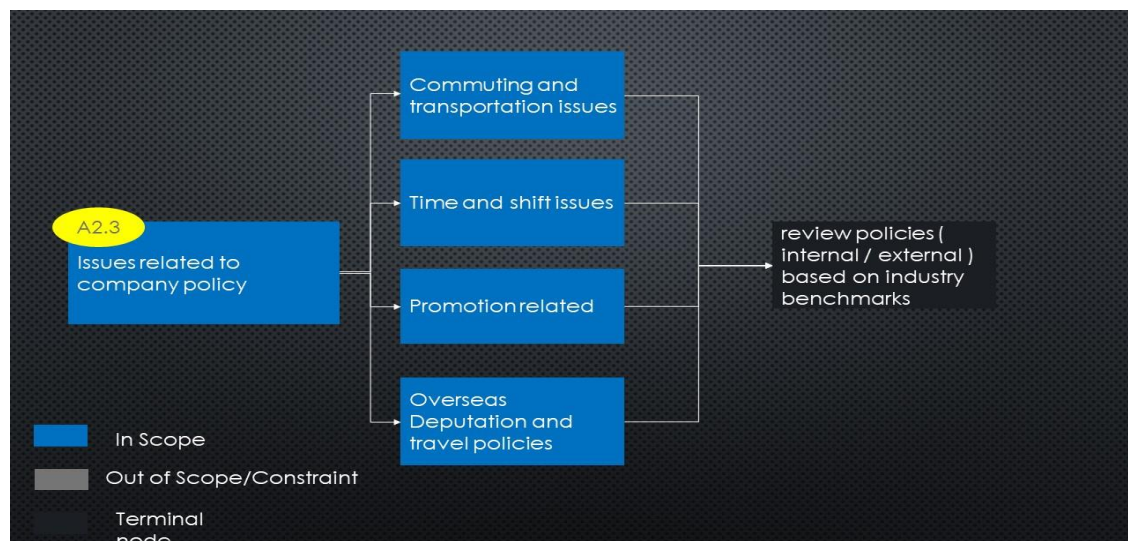 Commuting and
transportation issues
Time and shift issues
A2.3
Issues related to
company policy
review policies (
internal / external )
based on industry
benchmarks
Promotion related
Overseas
Deputation and
travel policies
In Scope
Out of Scope/Constraint
Terminal
node